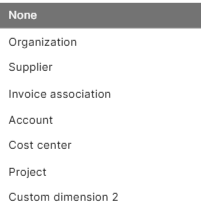 None
Organization
Supplier
Invoice association
Account
Cost center
Project
Custom dimension 2